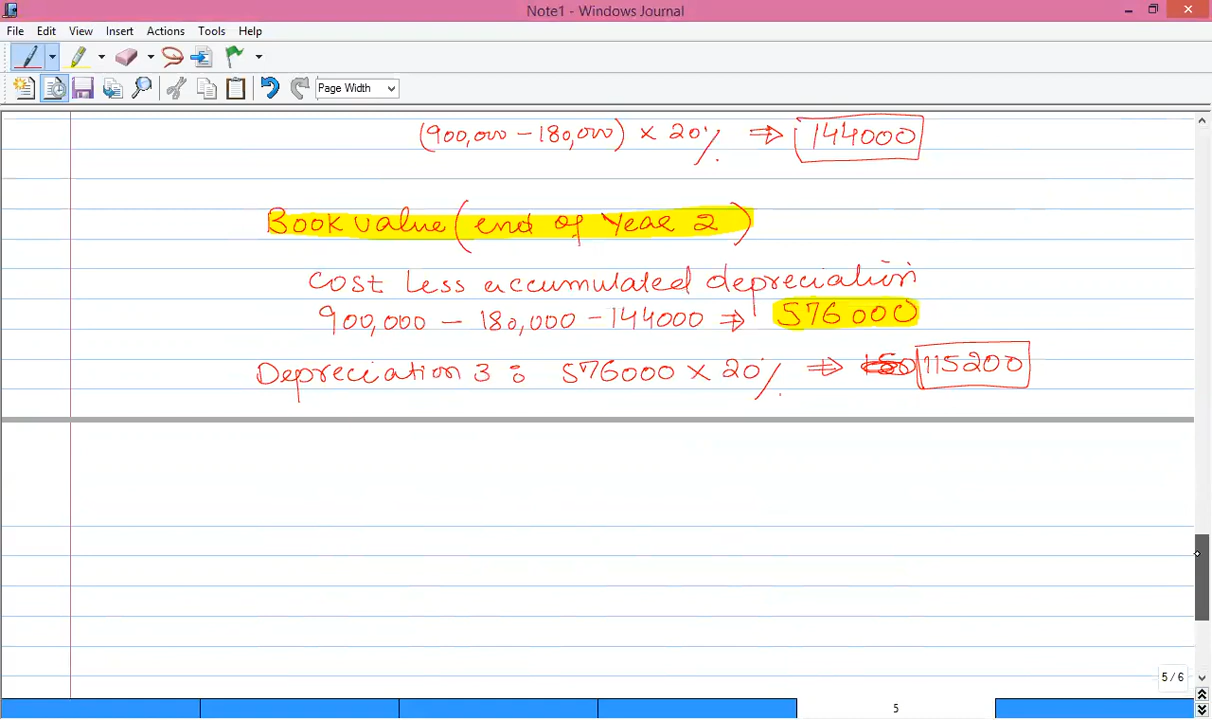 Note1 - Windows Journal
File Edit View Insert Actions Tools Help
Page Width
(900,000 - 180,000) × 20% ⇒ 144000
Book value (end of Year 2)
Cost Less accumulated depreciation
900,000 - 180,000 - 144000 ⇒ 576000
Depreciation 3 : 576000 × 20% ⇒ 115200
5 / 6
5